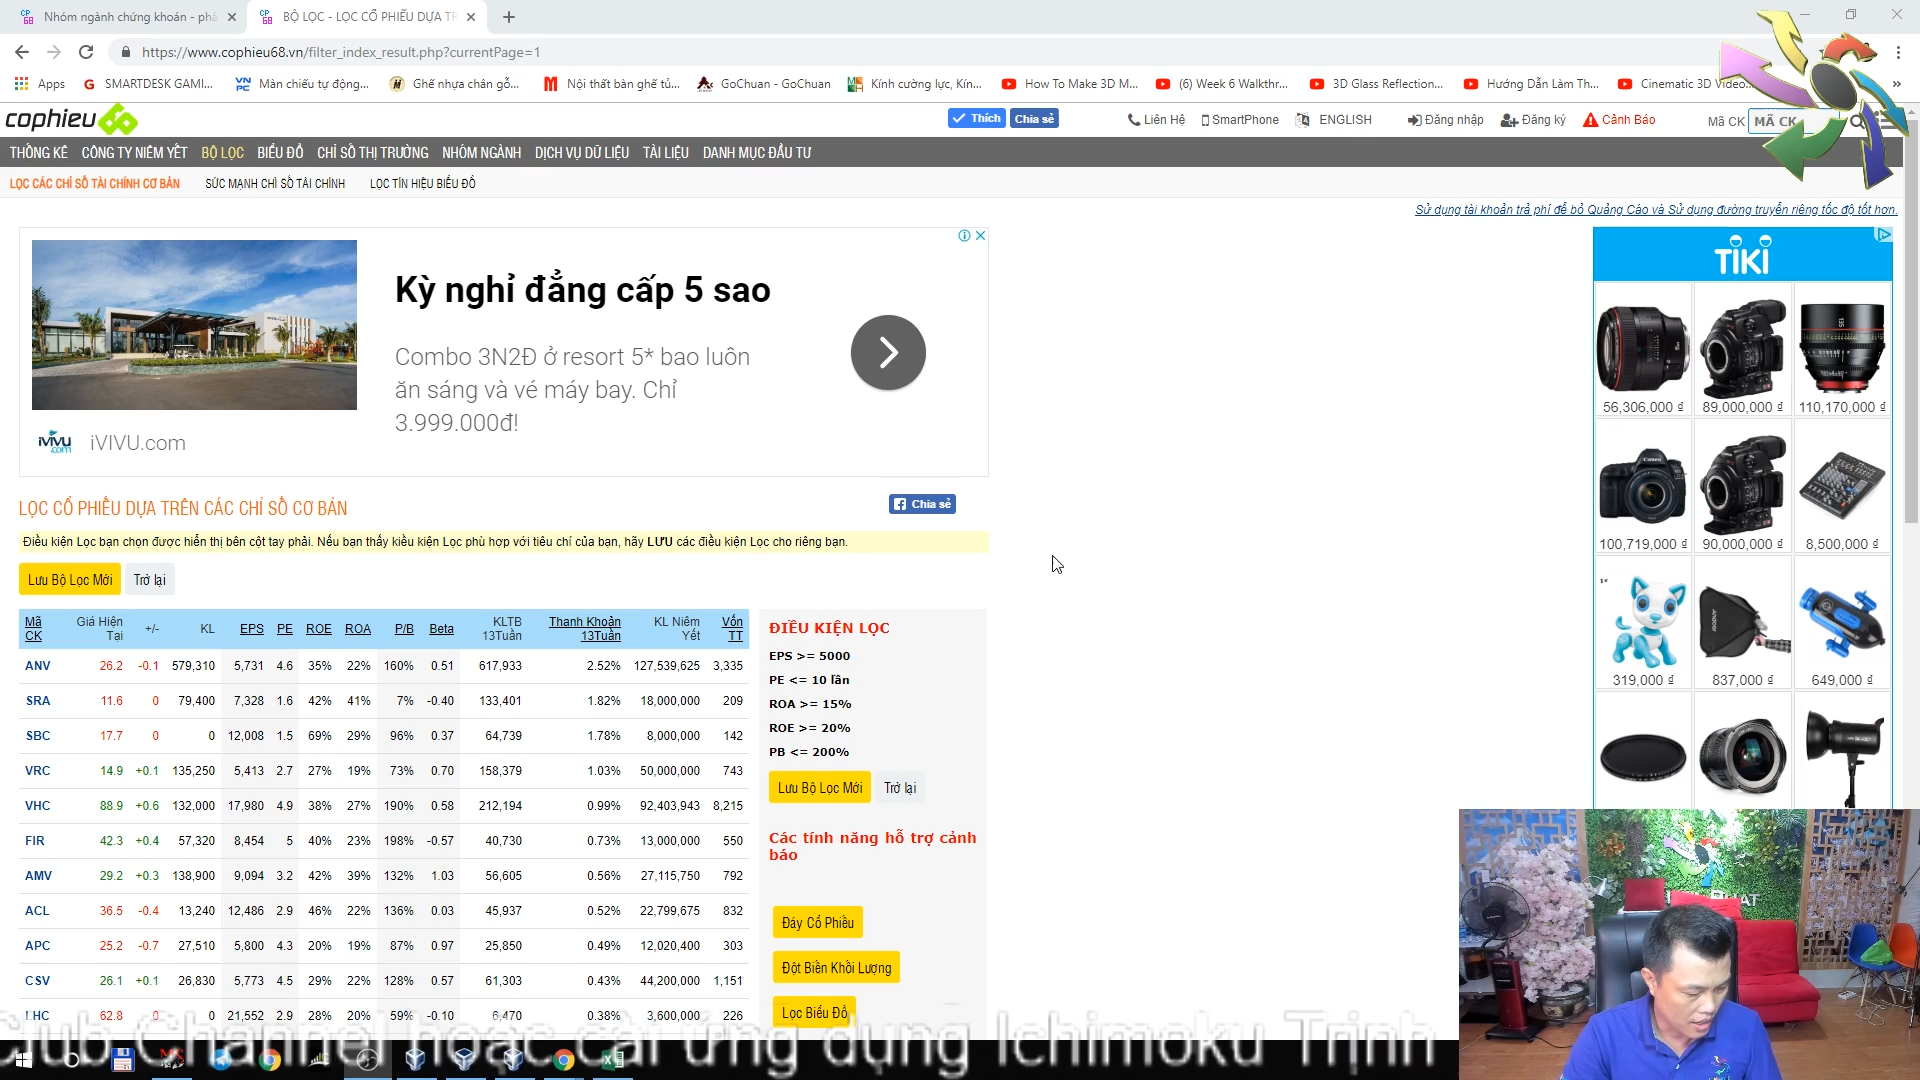 Nhóm ngành chứng khoán - phâ
BỘ LỌC - LỌC CỔ PHIẾU DỰA TR
https://www.cophieu68.vn/filter_index_result.php?currentPage=1
Apps
SMARTDESK GAMI...
Màn chiếu tự động...
Ghế nhựa chân gỗ...
Nội thất bàn ghế tủ...
GoChuan - GoChuan
Kính cường lực, Kín...
How To Make 3D M...
(6) Week 6 Walkthr...
3D Glass Reflection...
Hướng Dẫn Làm Th...
Cinematic 3D Video...
cophieu68
Thích
Chia sẻ
Liên Hệ
SmartPhone
ENGLISH
Đăng nhập
Đăng ký
Cảnh Báo
Mã CK
MÃ CK
THỐNG KÊ CÔNG TY NIÊM YẾT BỘ LỌC BIỂU ĐỒ CHỈ SỐ THỊ TRƯỜNG NHÓM NGÀNH DỊCH VỤ DỮ LIỆU TÀI LIỆU DANH MỤC ĐẦU TƯ
LỌC CÁC CHỈ SỐ TÀI CHÍNH CƠ BẢN SỨC MẠNH CHỈ SỐ TÀI CHÍNH LỌC TÍN HIỆU BIỂU ĐỒ
Sử dụng tài khoản trả phí để bỏ Quảng Cáo và Sử dụng đường truyền riêng tốc độ tốt hơn.
Kỳ nghỉ đẳng cấp 5 sao
Combo 3N2Đ ở resort 5* bao luôn
ăn sáng và vé máy bay. Chỉ
3.999.000đ!
iVIVU.com
iVIVU.com
TIKI
56,306,000 ₫ 89,000,000 ₫ 110,170,000 ₫
100,719,000 ₫ 90,000,000 ₫ 8,500,000 ₫
319,000 ₫ 837,000 ₫ 649,000 ₫
LỌC CỔ PHIẾU DỰA TRÊN CÁC CHỈ SỐ CƠ BẢN
Chia sẻ
Điều kiện Lọc bạn chọn được hiển thị bên cột tay phải. Nếu bạn thấy kiều kiện Lọc phù hợp với tiêu chí của bạn, hãy LƯU các điều kiện Lọc cho riêng bạn.
Lưu Bộ Lọc Mới
Trở lại
Mã CK Giá Hiện Tại +/- KL EPS PE ROE ROA P/B Beta KLTB 13Tuần Thanh Khoản 13Tuần KL Niêm Yết Vốn TT
ANV 26.2 -0.1 579,310 5,731 4.6 35% 22% 160% 0.51 617,933 2.52% 127,539,625 3,335
SRA 11.6 0 79,400 7,328 1.6 42% 41% 7% -0.40 133,401 1.82% 18,000,000 209
SBC 17.7 0 0 12,008 1.5 69% 29% 96% 0.37 64,739 1.78% 8,000,000 142
VRC 14.9 +0.1 135,250 5,413 2.7 27% 19% 73% 0.70 158,379 1.03% 50,000,000 743
VHC 88.9 +0.6 132,000 17,980 4.9 38% 27% 190% 0.58 212,194 0.99% 92,403,943 8,215
FIR 42.3 +0.4 57,320 8,454 5 40% 23% 198% -0.57 40,730 0.73% 13,000,000 550
AMV 29.2 +0.3 138,900 9,094 3.2 42% 39% 132% 1.03 56,605 0.56% 27,115,750 792
ACL 36.5 -0.4 13,240 12,486 2.9 46% 22% 136% 0.03 45,937 0.52% 22,799,675 832
APC 25.2 -0.7 27,510 5,800 4.3 20% 19% 87% 0.97 25,850 0.49% 12,020,400 303
CSV 26.1 +0.1 26,830 5,773 4.5 29% 22% 128% 0.57 61,303 0.43% 44,200,000 1,151
LHC 62.8 0 0 21,552 2.9 28% 20% 59% -0.10 6,470 0.38% 3,600,000 226
ĐIỀU KIỆN LỌC
EPS >= 5000
PE <= 10 lần
ROA >= 15%
ROE >= 20%
PB <= 200%
Lưu Bộ Lọc Mới
Trở lại
Các tính năng hỗ trợ cảnh
báo
Đáy Cổ Phiếu
Đột Biến Khối Lượng
Lọc Biểu Đồ
Club Channel hoặc cài ứng dụng Ichimoku Trịnh